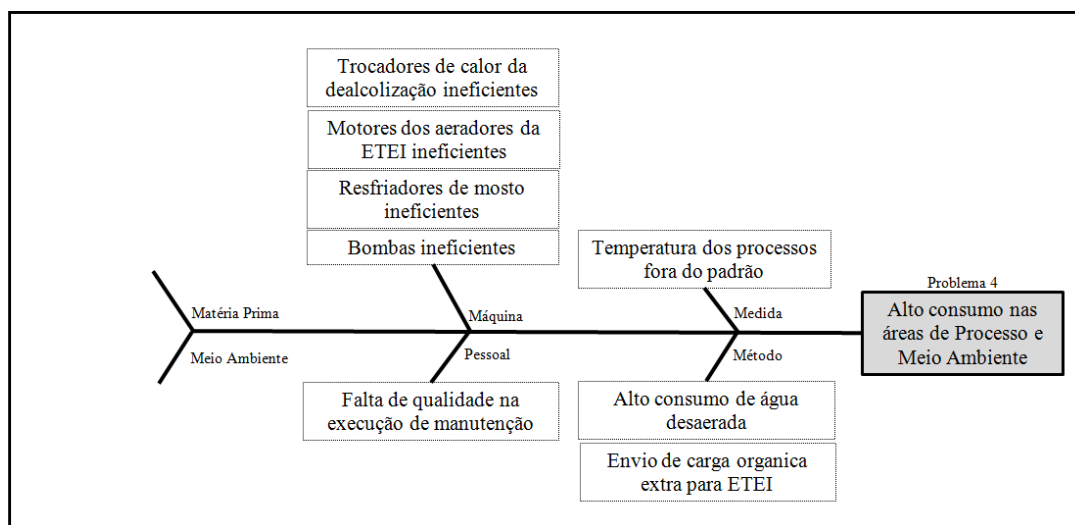 Trocadores de calor da
dealcolização ineficientes
Motores dos aeradores da
ETEI ineficientes
Resfriadores de mosto
ineficientes
Bombas ineficientes
Temperatura dos processos
fora do padrão
Problema 4
Matéria Prima
Máquina
Medida
Alto consumo nas
áreas de Processo e
Meio Ambiente
Meio Ambiente
Pessoal
Método
Falta de qualidade na
execução de manutenção
Alto consumo de água
desaerada
Envio de carga organica
extra para ETEI